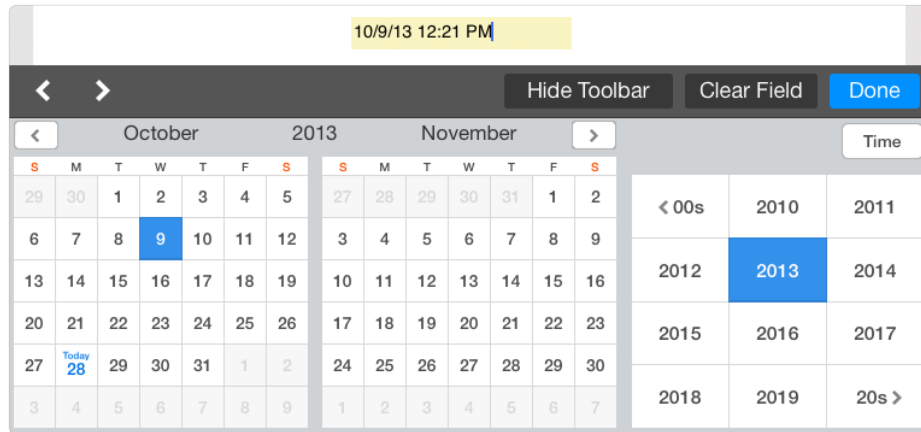 10/9/13 12:21 PM
Hide Toolbar Clear Field Done
October 2013 November Time
S M T W T F S S M T W T F S
29 30 1 2 3 4 5 27 28 29 30 31 1 2
00s 2010 2011
6 7 8 9 10 11 12 3 4 5 6 7 8 9
2012 2013 2014
13 14 15 16 17 18 19 10 11 12 13 14 15 16
20 21 22 23 24 25 26 17 18 19 20 21 22 23
2015 2016 2017
Today
27 28 29 30 31 1 2 24 25 26 27 28 29 30
2018 2019 20s
3 4 5 6 7 8 9 1 2 3 4 5 6 7